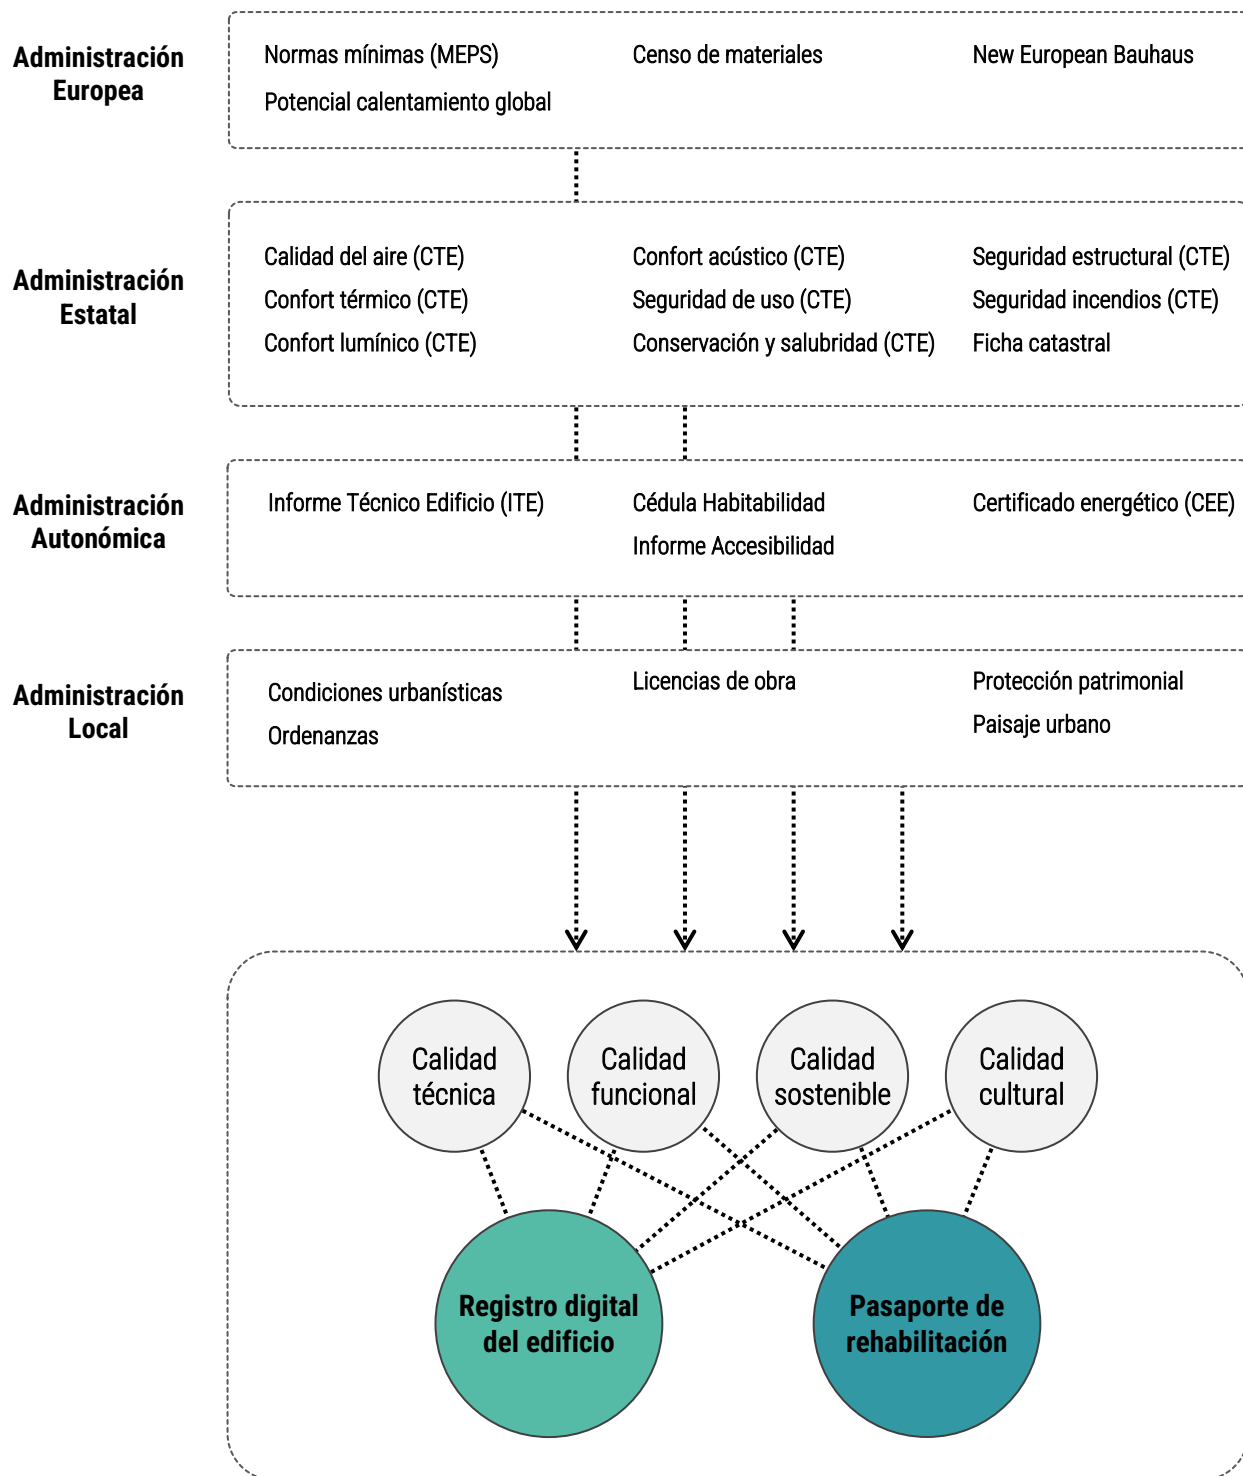 Administración
Europea
Normas mínimas (MEPS)
Censo de materiales
New European Bauhaus
Potencial calentamiento global
Administración
Estatal
Calidad del aire (CTE)
Confort acústico (CTE)
Seguridad estructural (CTE)
Confort térmico (CTE)
Seguridad de uso (CTE)
Seguridad incendios (CTE)
Confort lumínico (CTE)
Conservación y salubridad (CTE)
Ficha catastral
Administración
Autonómica
Informe Técnico Edificio (ITE)
Cédula Habitabilidad
Certificado energético (CEE)
Informe Accesibilidad
Administración
Local
Condiciones urbanísticas
Licencias de obra
Protección patrimonial
Ordenanzas
Paisaje urbano
Calidad
técnica
Calidad
funcional
Calidad
sostenible
Calidad
cultural
Registro digital
del edificio
Pasaporte de
rehabilitación